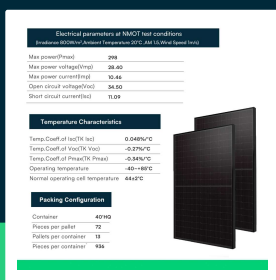 Electrical parameters at NMOT test conditions
(Irradiance 800W/m²,Ambient Temperature 20°C ,AM 1.5,Wind Speed 1m/s)
Max power(Pmax) 298
Max power voltage(Vmp) 28.40
Max power current(Imp) 10.46
Open circuit voltage(Voc) 34.50
Short circuit current(Isc) 11.09
Temperature Characteristics
Temp.Coeff.of Isc(TK Isc) 0.048%/°C
Temp.Coeff.of Voc(TK Voc) -0.27%/°C
Temp.Coeff.of Pmax(TK Pmax) -0.34%/°C
Operating temperature -40~+85°C
Normal operating cell temperature 44±2°C
Packing Configuration
Container 40'HQ
Pieces per pallet 72
Pallets per container 13
Pieces per container 936